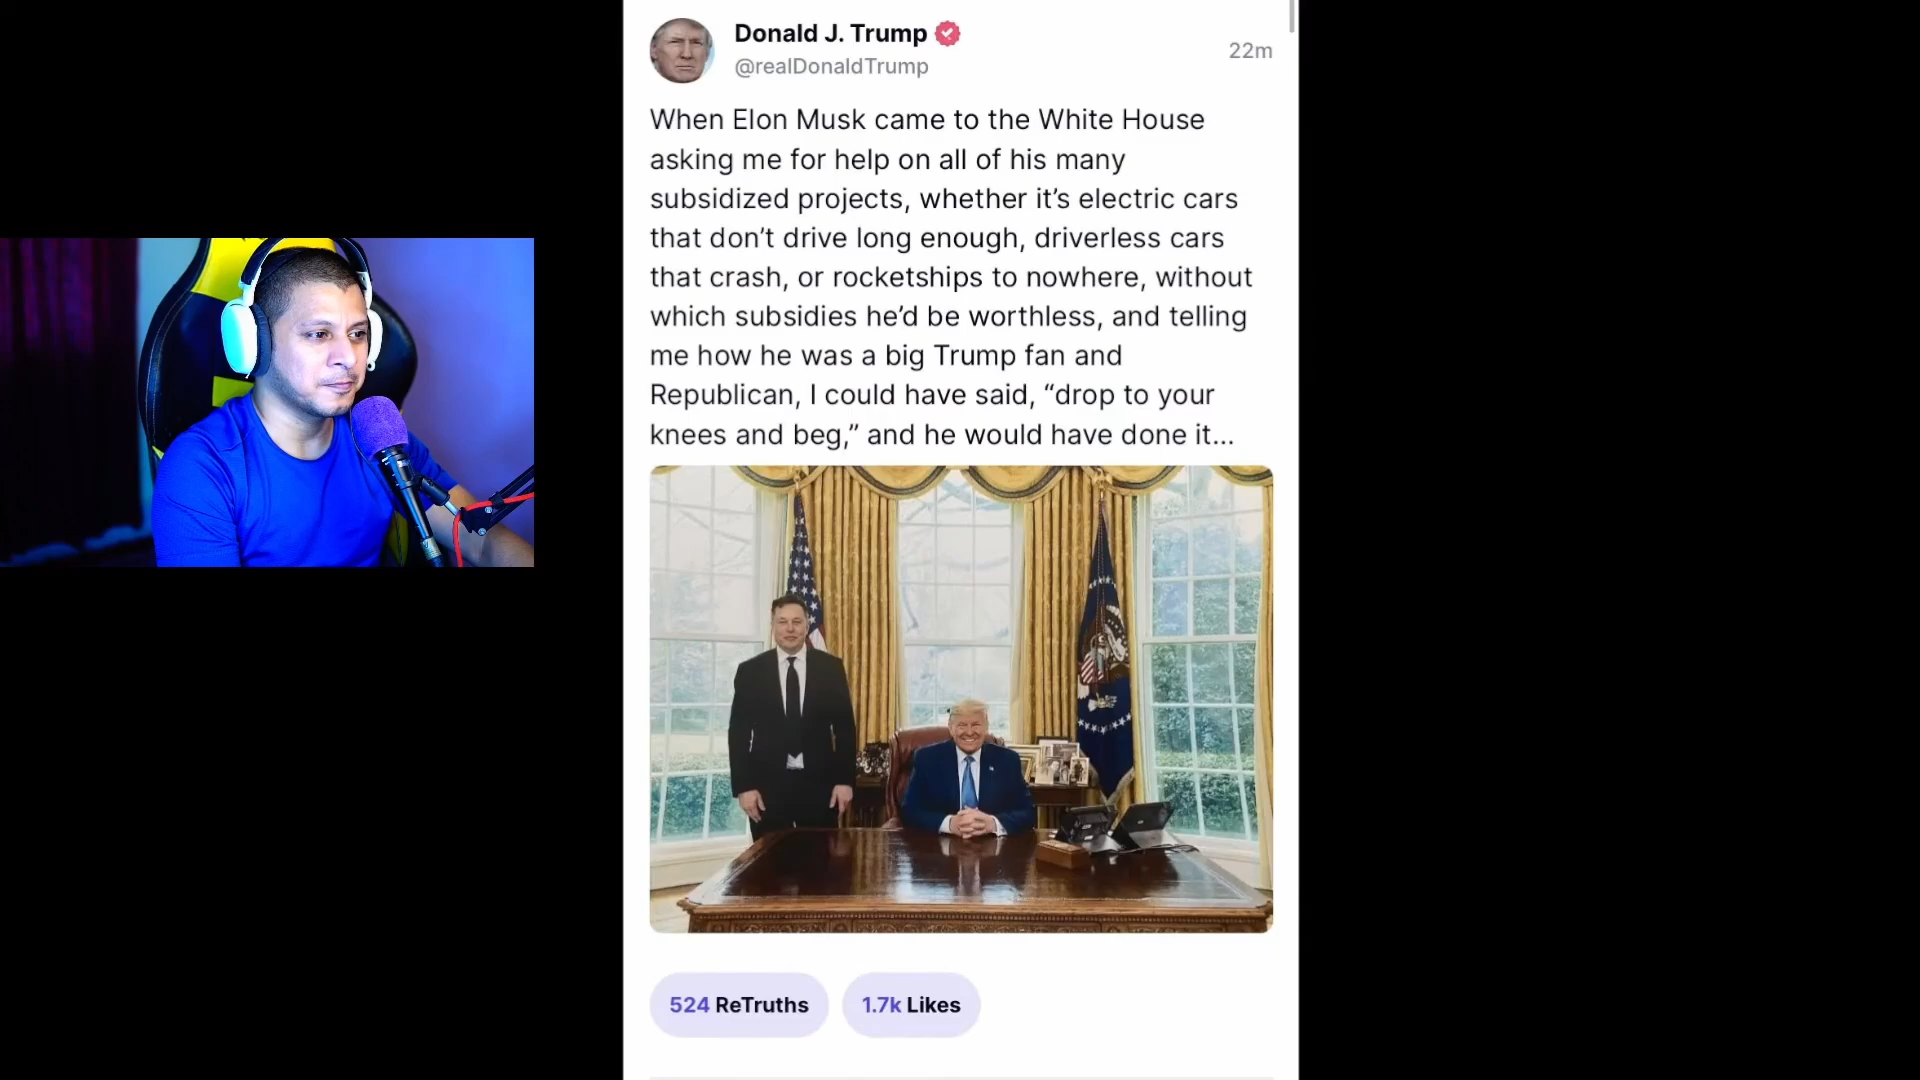 Donald J. Trump
@realDonaldTrump
22m
When Elon Musk came to the White House
asking me for help on all of his many
subsidized projects, whether it’s electric cars
that don’t drive long enough, driverless cars
that crash, or rocketships to nowhere, without
which subsidies he’d be worthless, and telling
me how he was a big Trump fan and
Republican, I could have said, “drop to your
knees and beg,” and he would have done it...
524 ReTruths
1.7k Likes